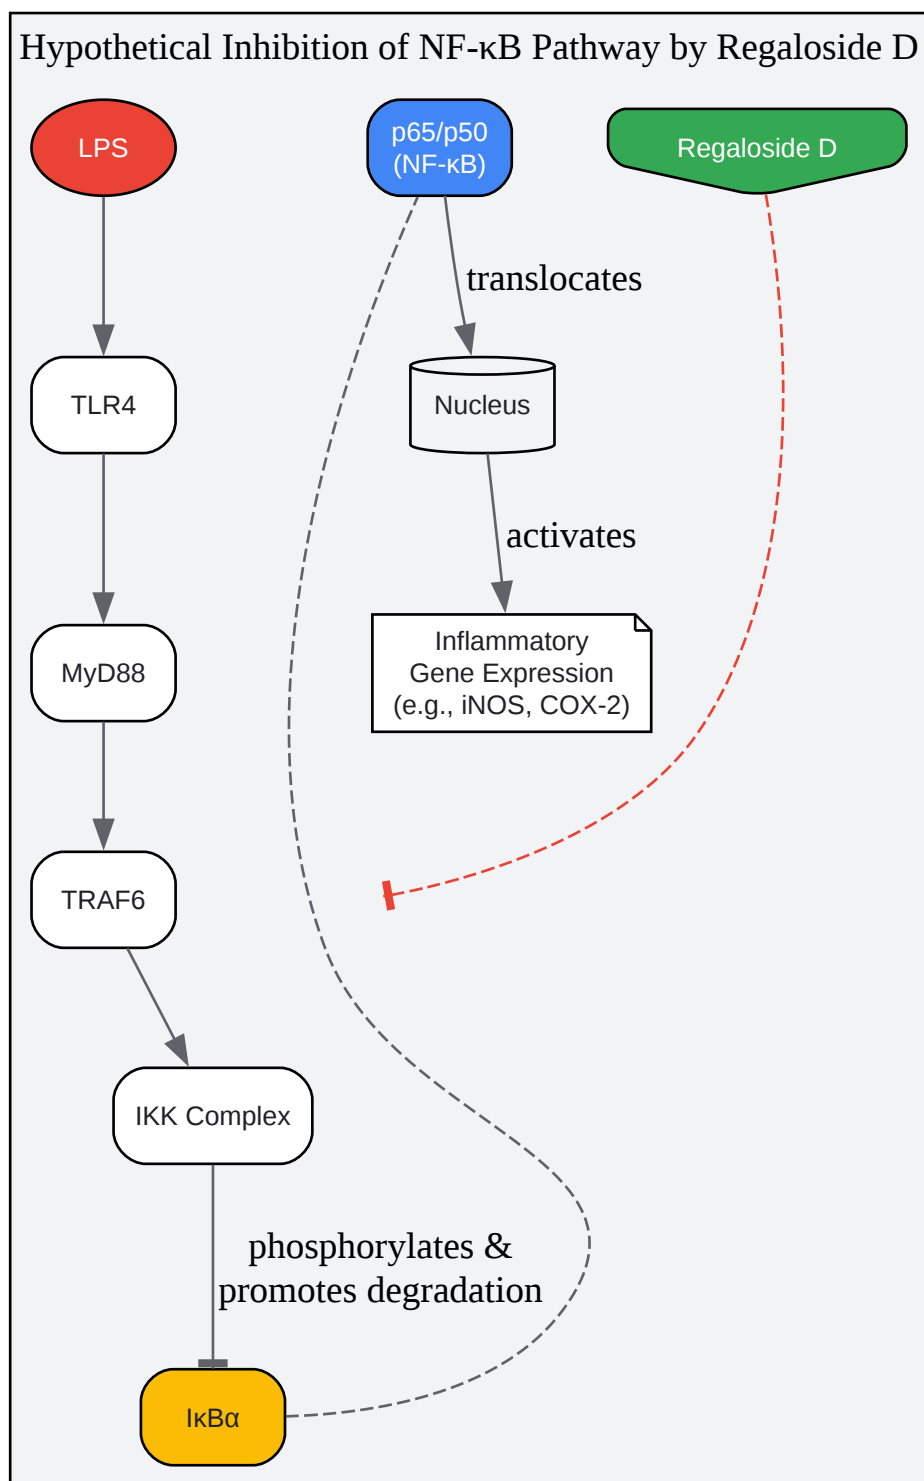 Hypothetical Inhibition of NF-κB Pathway by Regaloside D
LPS
p65/p50
(NF-κB)
Regaloside D
translocates
TLR4
Nucleus
activates
Inflammatory
Gene Expression
(e.g., iNOS, COX-2)
MyD88
TRAF6
IKK Complex
phosphorylates &
promotes degradation
IκBα